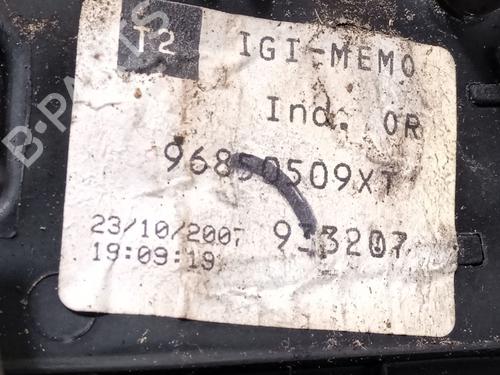 T2 IGI-MEMO
Ind. 0R
96850509XT
23/10/2007 933207
19:09:19
B-PARTS